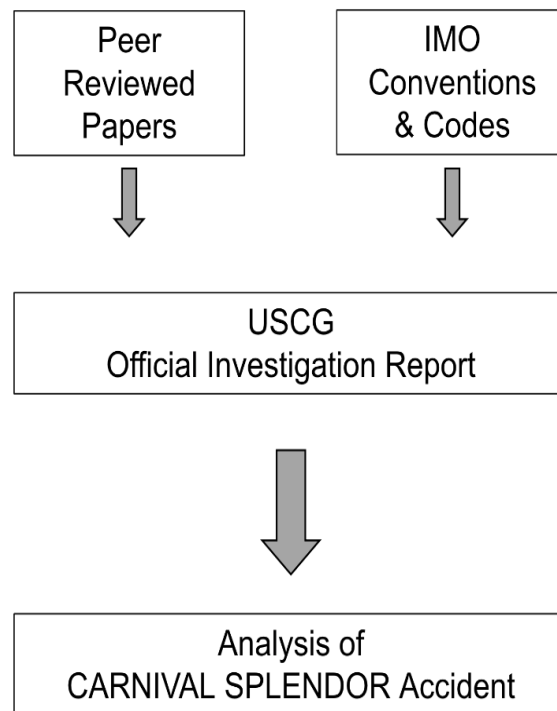 Peer
Reviewed
Papers
IMO
Conventions
& Codes
USCG
Official Investigation Report
Analysis of
CARNIVAL SPLENDOR Accident